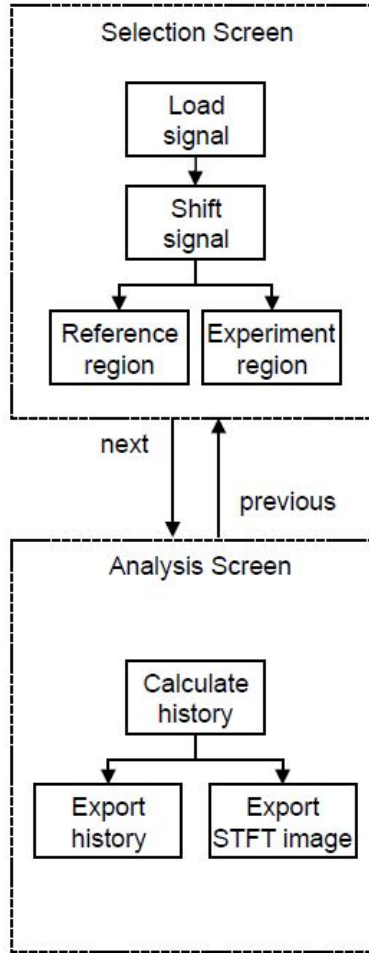 Selection Screen
Load
signal
Shift
signal
Reference
region
Experiment
region
next
previous
Analysis Screen
Calculate
history
Export
history
Export
STFT image